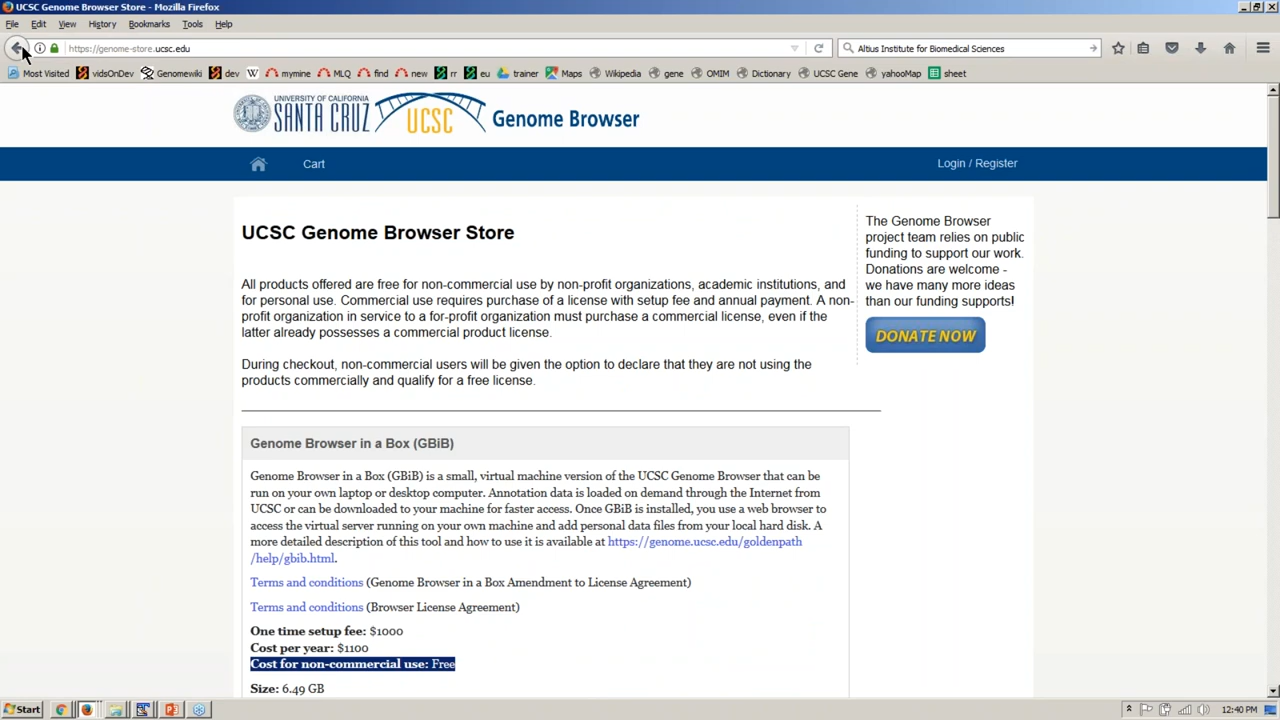 UCSC Genome Browser Store - Mozilla Firefox
File Edit View History Bookmarks Tools Help
https://genome-store.ucsc.edu
Altius Institute for Biomedical Sciences
Most Visited vidsOnDev Genomewiki dev mymine MLQ find new rr eu trainer Maps Wikipedia gene OMIM Dictionary UCSC Gene yahooMap sheet
UNIVERSITY OF CALIFORNIA
SANTA CRUZ
UCSC
Genome Browser
Cart
Login / Register
UCSC Genome Browser Store
All products offered are free for non-commercial use by non-profit organizations, academic institutions, and
for personal use. Commercial use requires purchase of a license with setup fee and annual payment. A non-
profit organization in service to a for-profit organization must purchase a commercial license, even if the
latter already possesses a commercial product license.
During checkout, non-commercial users will be given the option to declare that they are not using the
products commercially and qualify for a free license.
The Genome Browser
project team relies on public
funding to support our work.
Donations are welcome -
we have many more ideas
than our funding supports!
DONATE NOW
Genome Browser in a Box (GBiB)
Genome Browser in a Box (GBiB) is a small, virtual machine version of the UCSC Genome Browser that can be
run on your own laptop or desktop computer. Annotation data is loaded on demand through the Internet from
UCSC or can be downloaded to your machine for faster access. Once GBiB is installed, you use a web browser to
access the virtual server running on your own machine and add personal data files from your local hard disk. A
more detailed description of this tool and how to use it is available at https://genome.ucsc.edu/goldenpath
/help/gbib.html.
Terms and conditions (Genome Browser in a Box Amendment to License Agreement)
Terms and conditions (Browser License Agreement)
One time setup fee: $1000
Cost per year: $1100
Cost for non-commercial use: Free
Size: 6.49 GB
Start
12:40 PM